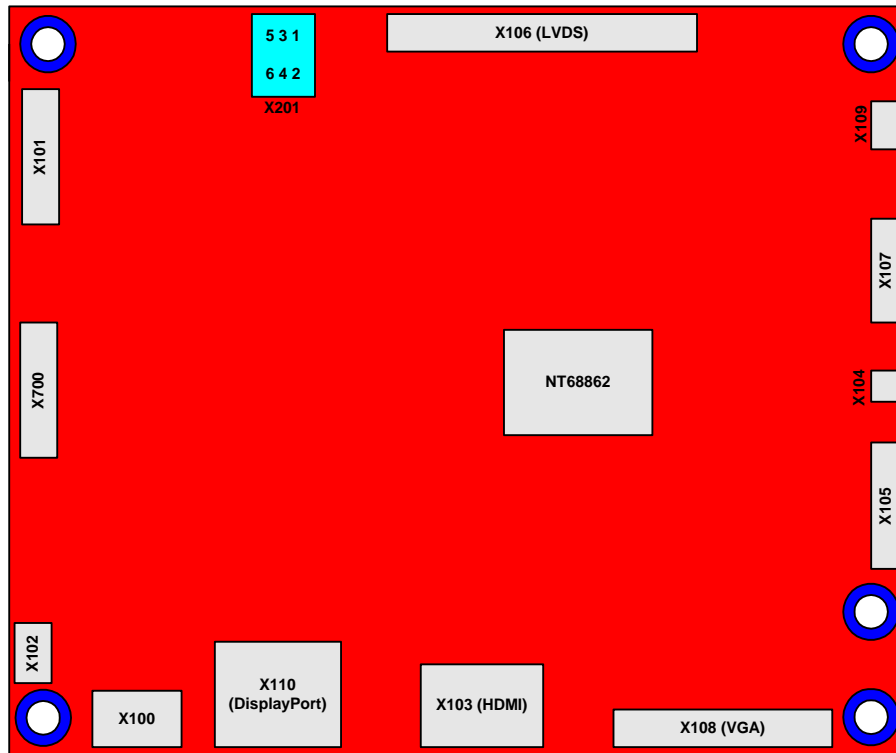 5 3 1
6 4 2
X201
X106 (LVDS)
X109
X101
X107
X700
NT68862
X104
X105
X102
X100
X110
(DisplayPort)
X103 (HDMI)
X108 (VGA)